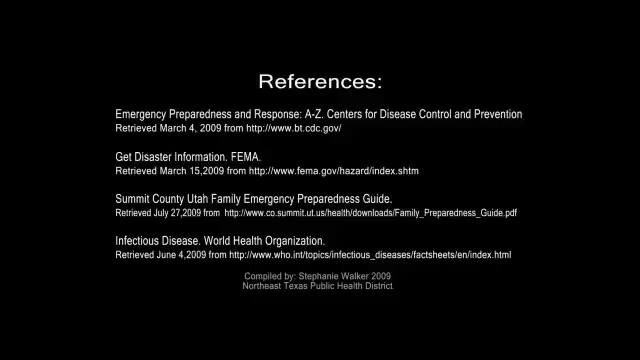 References:
Emergency Preparedness and Response: A-Z. Centers for Disease Control and Prevention
Retrieved March 4, 2009 from http://www.bt.cdc.gov/
Get Disaster Information. FEMA.
Retrieved March 15,2009 from http://www.fema.gov/hazard/index.shtm
Summit County Utah Family Emergency Preparedness Guide.
Retrieved July 27,2009 from http://www.co.summit.ut.us/health/downloads/Family_Preparedness_Guide.pdf
Infectious Disease. World Health Organization.
Retrieved June 4,2009 from http://www.who.int/topics/infectious_diseases/factsheets/en/index.html
Compiled by: Stephanie Walker 2009
Northeast Texas Public Health District